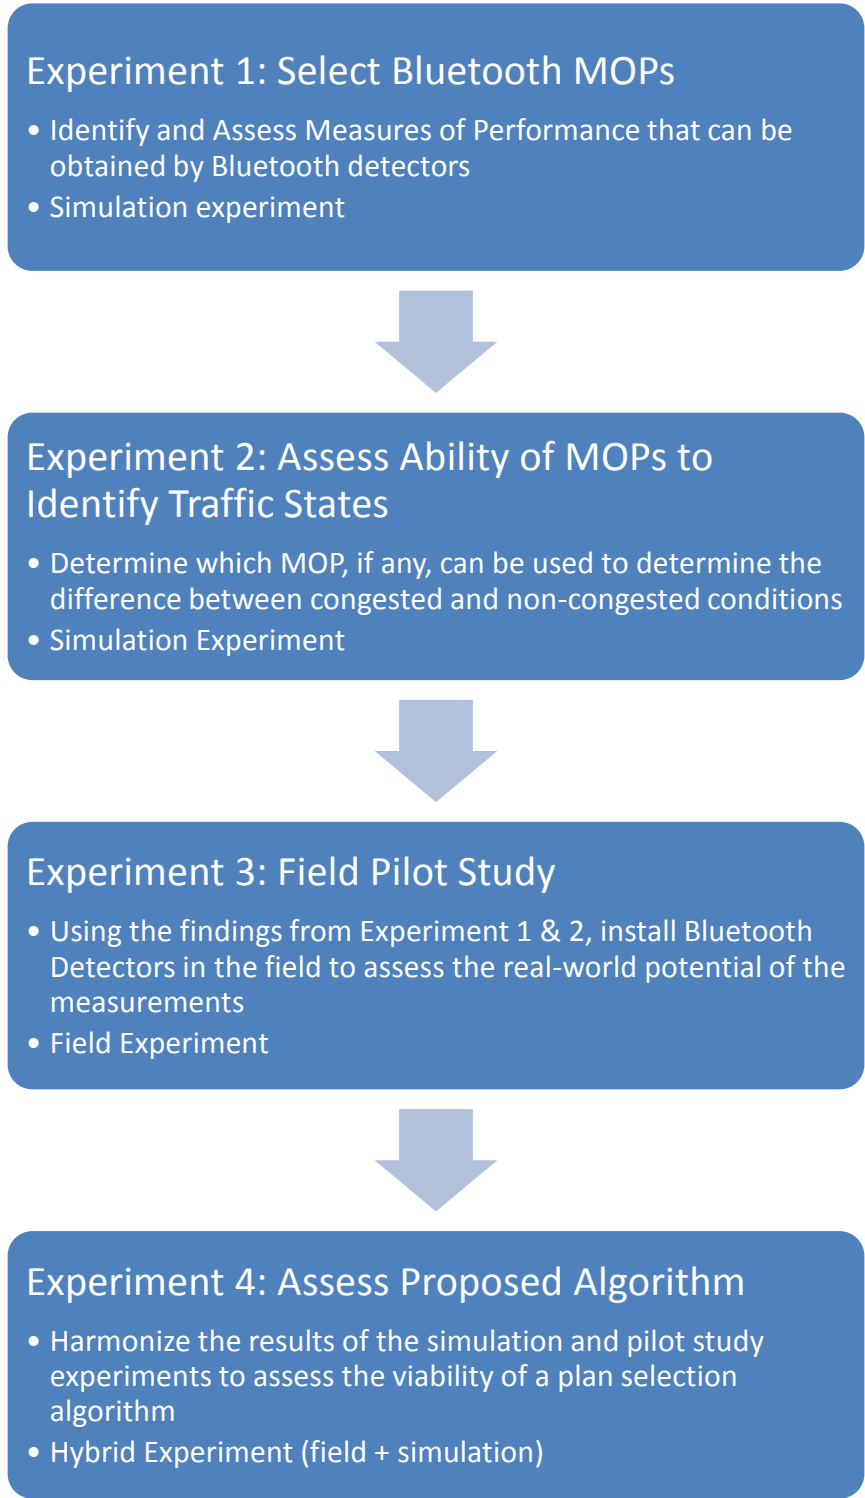 Experiment 1: Select Bluetooth MOPs
• Identify and Assess Measures of Performance that can be
obtained by Bluetooth detectors
• Simulation experiment
Experiment 2: Assess Ability of MOPs to
Identify Traffic States
• Determine which MOP, if any, can be used to determine the
difference between congested and non-congested conditions
• Simulation Experiment
Experiment 3: Field Pilot Study
• Using the findings from Experiment 1 & 2, install Bluetooth
Detectors in the field to assess the real-world potential of the
measurements
• Field Experiment
Experiment 4: Assess Proposed Algorithm
• Harmonize the results of the simulation and pilot study
experiments to assess the viability of a plan selection
algorithm
• Hybrid Experiment (field + simulation)